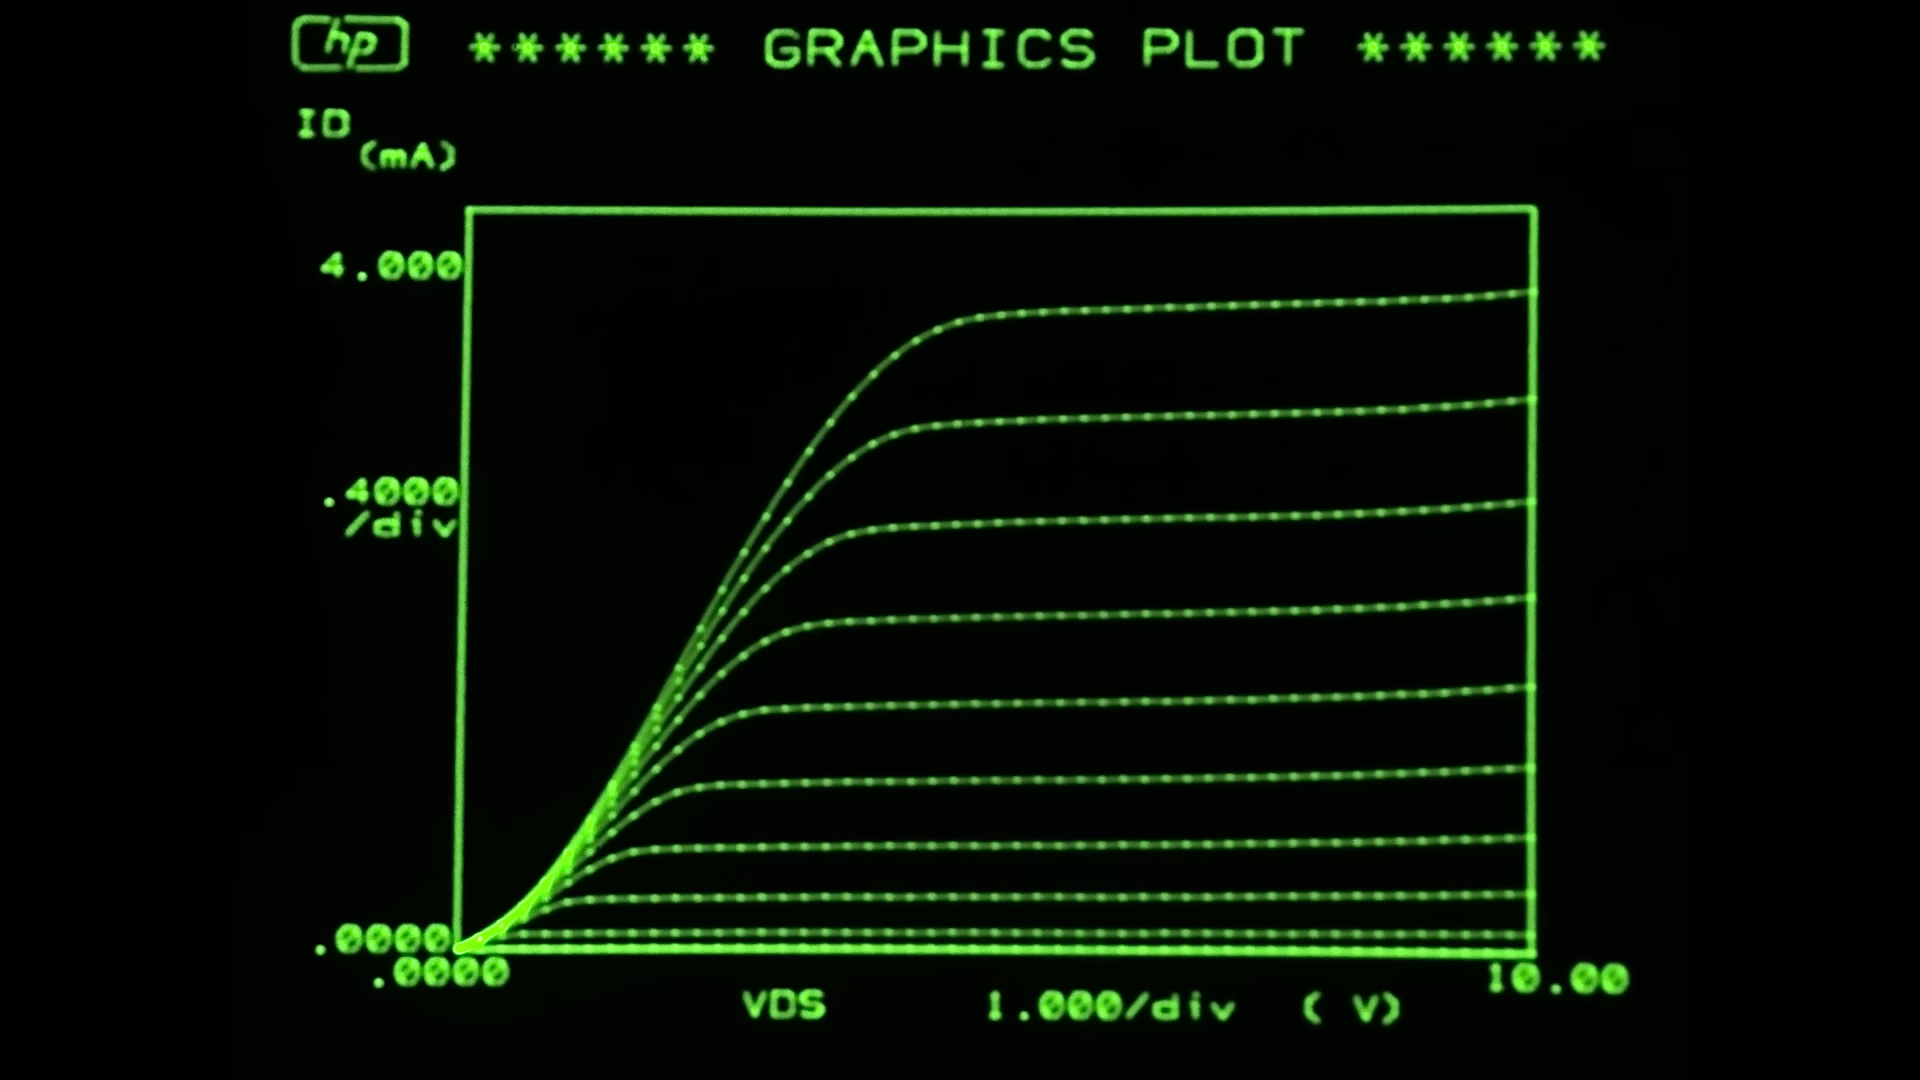 hp ****** GRAPHICS PLOT ******
ID
(mA)
4.000
.4000
/div
.0000
.0000
10.00
VDS 1.000/div ( V)